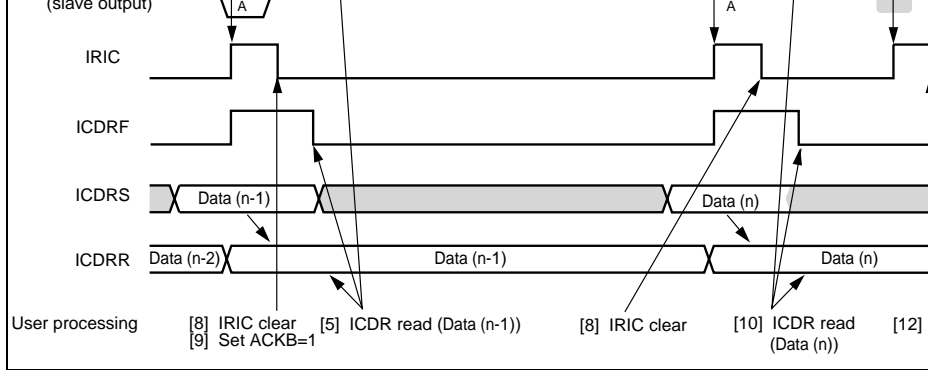 (slave output)
A
A
IRIC
ICDRF
ICDRS
Data (n-1)
Data (n)
ICDRR
Data (n-2)
Data (n-1)
Data (n)
User processing
[8] IRIC clear
[9] Set ACKB=1
[5] ICDR read (Data (n-1))
[8] IRIC clear
[10] ICDR read
(Data (n))
[12]